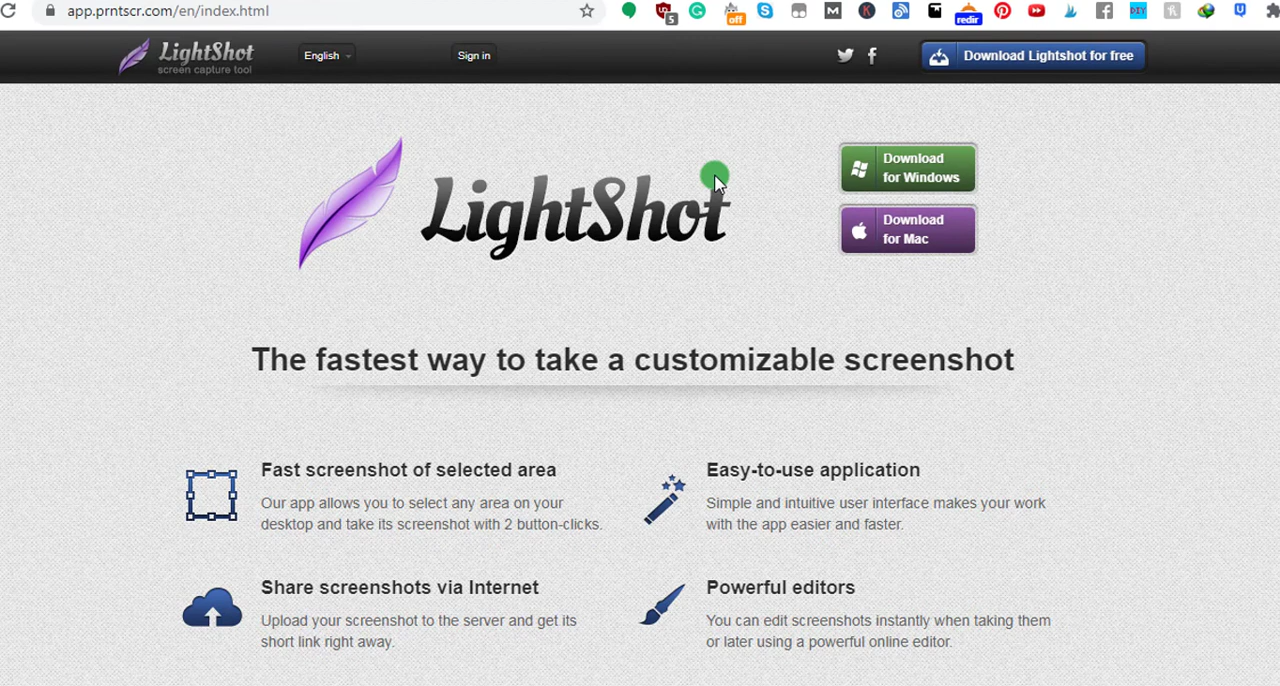 app.prntscr.com/en/index.html
5
off
M
K
redir
DIY
h
U
LightShot
screen capture tool
English
Sign in
Download Lightshot for free
LightShot
Download
for Windows
Download
for Mac
The fastest way to take a customizable screenshot
Fast screenshot of selected area
Our app allows you to select any area on your
desktop and take its screenshot with 2 button-clicks.
Easy-to-use application
Simple and intuitive user interface makes your work
with the app easier and faster.
Share screenshots via Internet
Upload your screenshot to the server and get its
short link right away.
Powerful editors
You can edit screenshots instantly when taking them
or later using a powerful online editor.